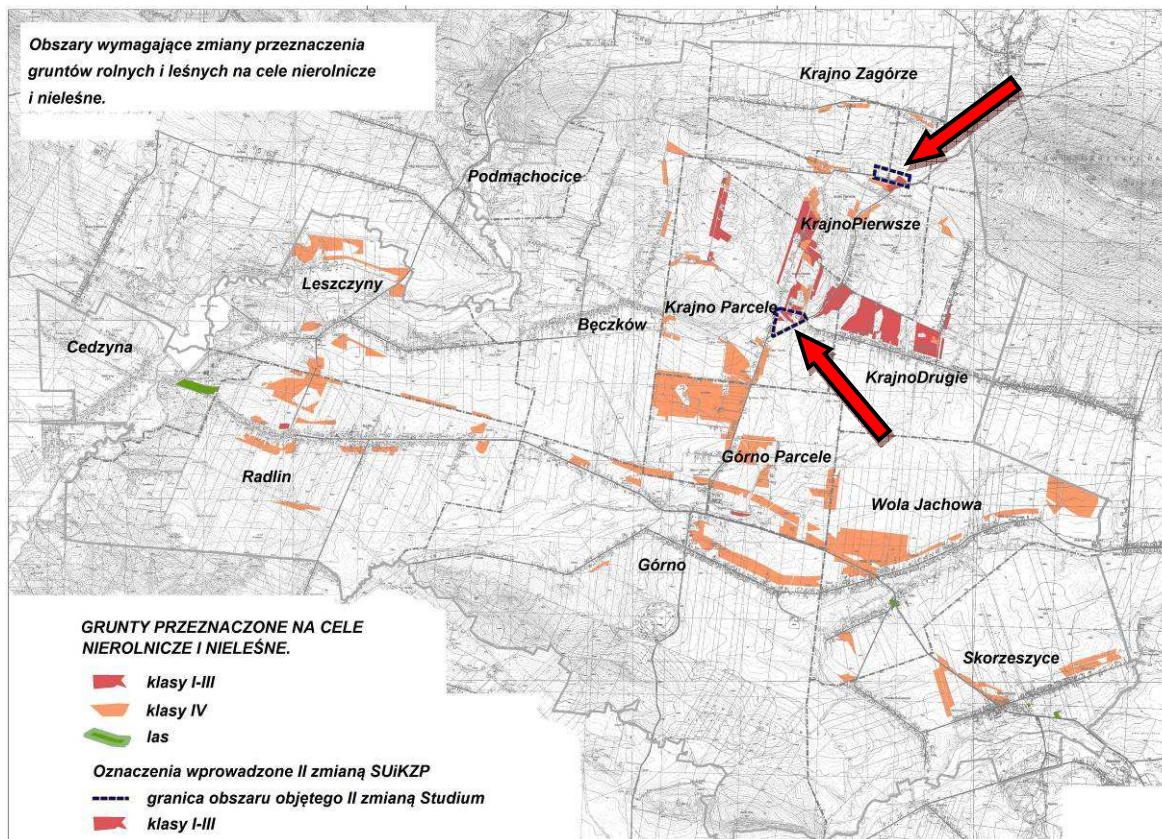 Obszary wymagające zmiany przeznaczenia
gruntów rolnych i leśnych na cele nierolnicze
i nieleśne.
Krajno Zagórze
Podmąchocice
KrajnoPierwsze
Leszczyny
Krajno Parcele
Bęczków
Cedzyna
KrajnoDrugie
Górno Parcele
Radlin
Wola Jachowa
Górno
Skorzeszyce
GRUNTY PRZEZNACZONE NA CELE
NIEROLNICZE I NIELEŚNE.
klasy I-III
klasy IV
las
Oznaczenia wprowadzone II zmianą SUiKZP
granica obszaru objętego II zmianą Studium
klasy I-III